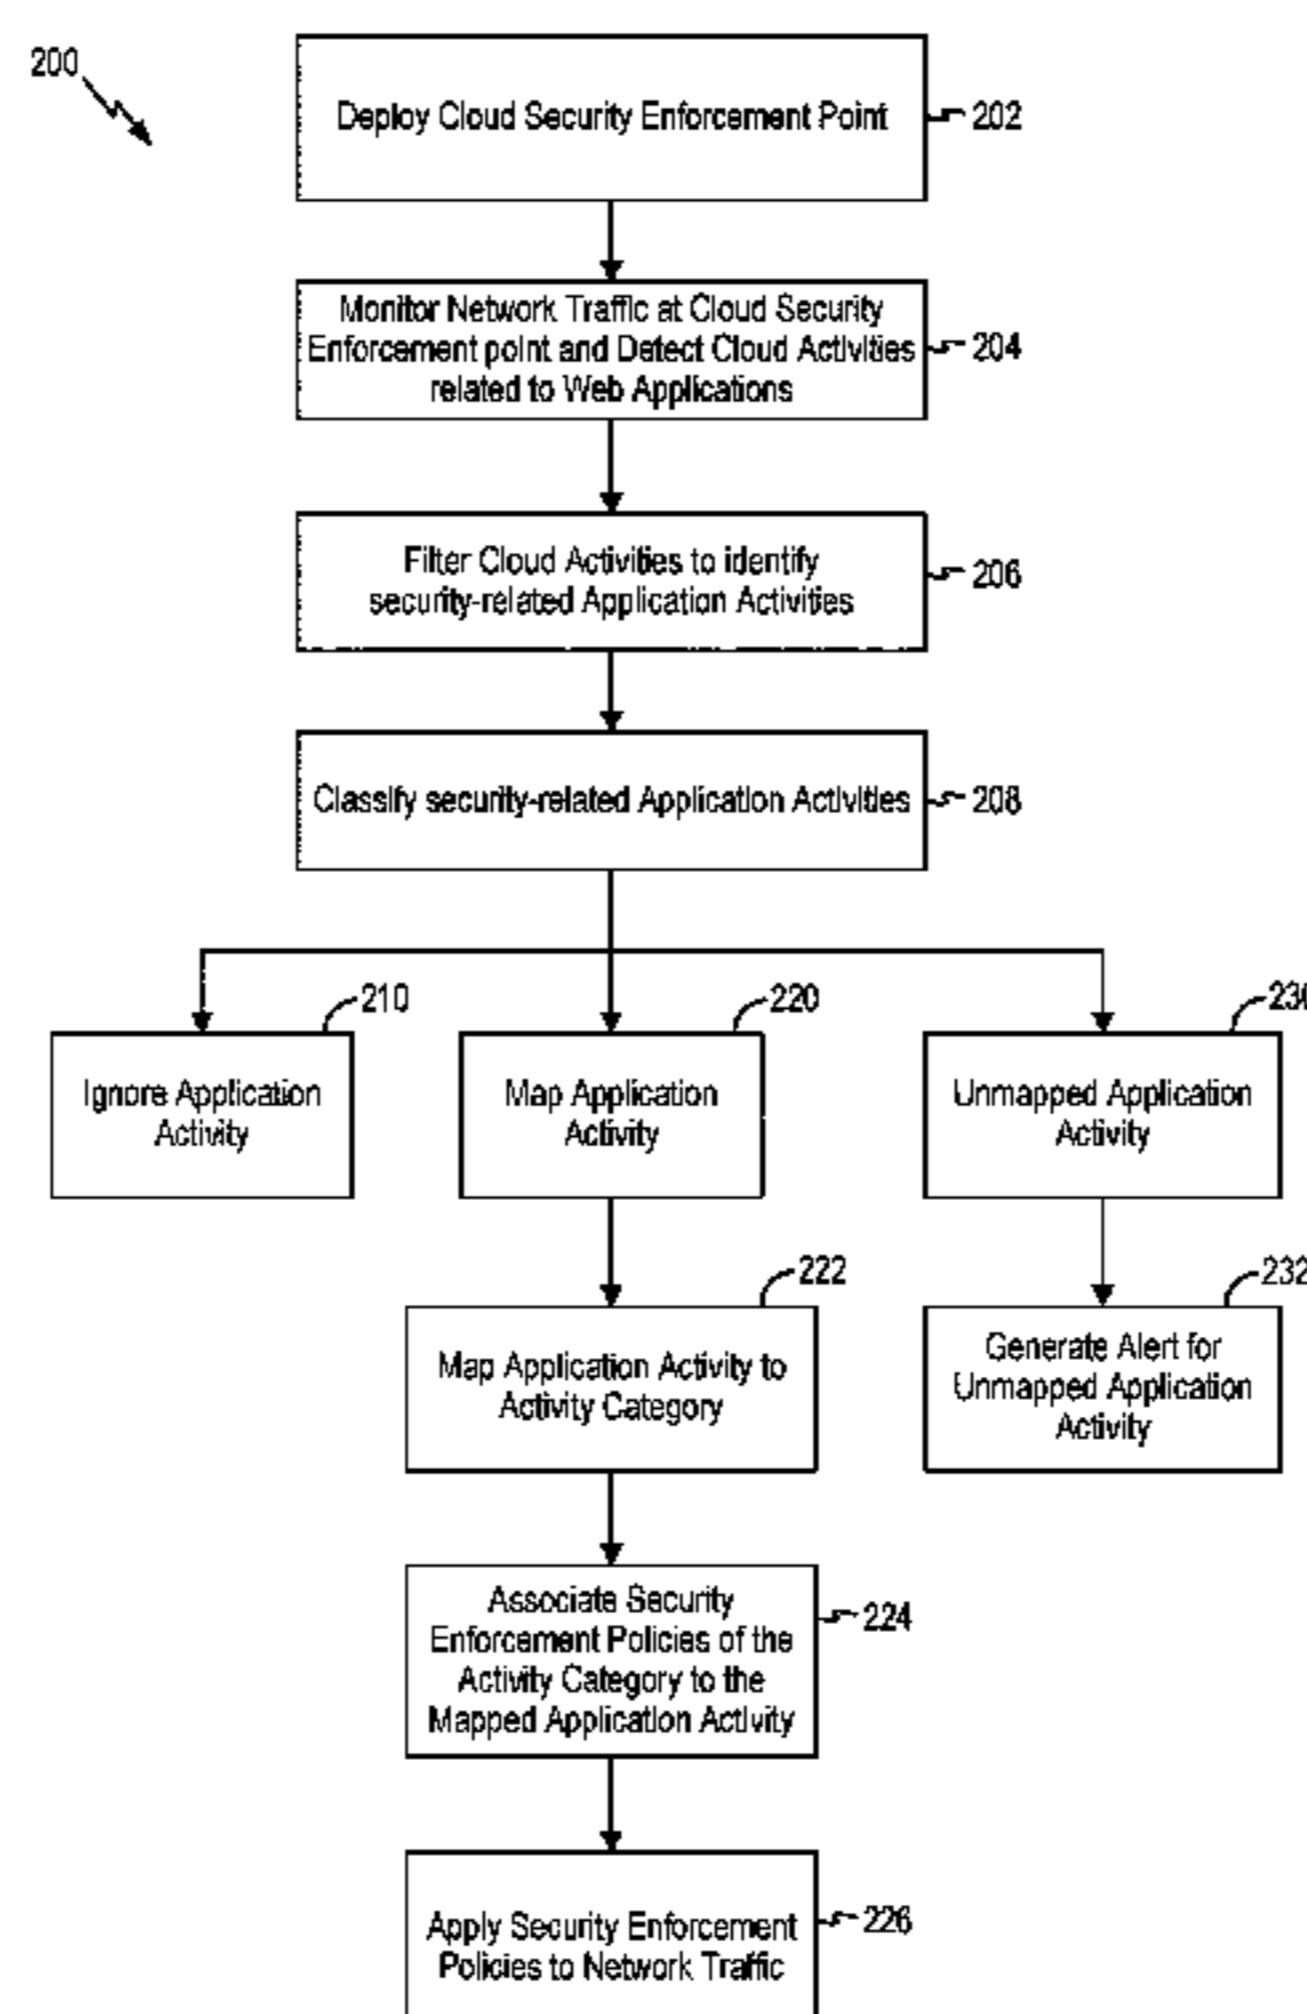 200
Deploy Cloud Security Enforcement Point
202
Monitor Network Traffic at Cloud Security
Enforcement point and Detect Cloud Activities
related to Web Applications
204
Filter Cloud Activities to identify
security-related Application Activities
206
Classify security-related Application Activities
208
210
220
230
Ignore Application
Activity
Map Application
Activity
Unmapped Application
Activity
222
232
Map Application Activity to
Activity Category
Generate Alert for
Unmapped Application
Activity
Associate Security
Enforcement Policies of the
Activity Category to the
Mapped Application Activity
224
Apply Security Enforcement
Policies to Network Traffic
226